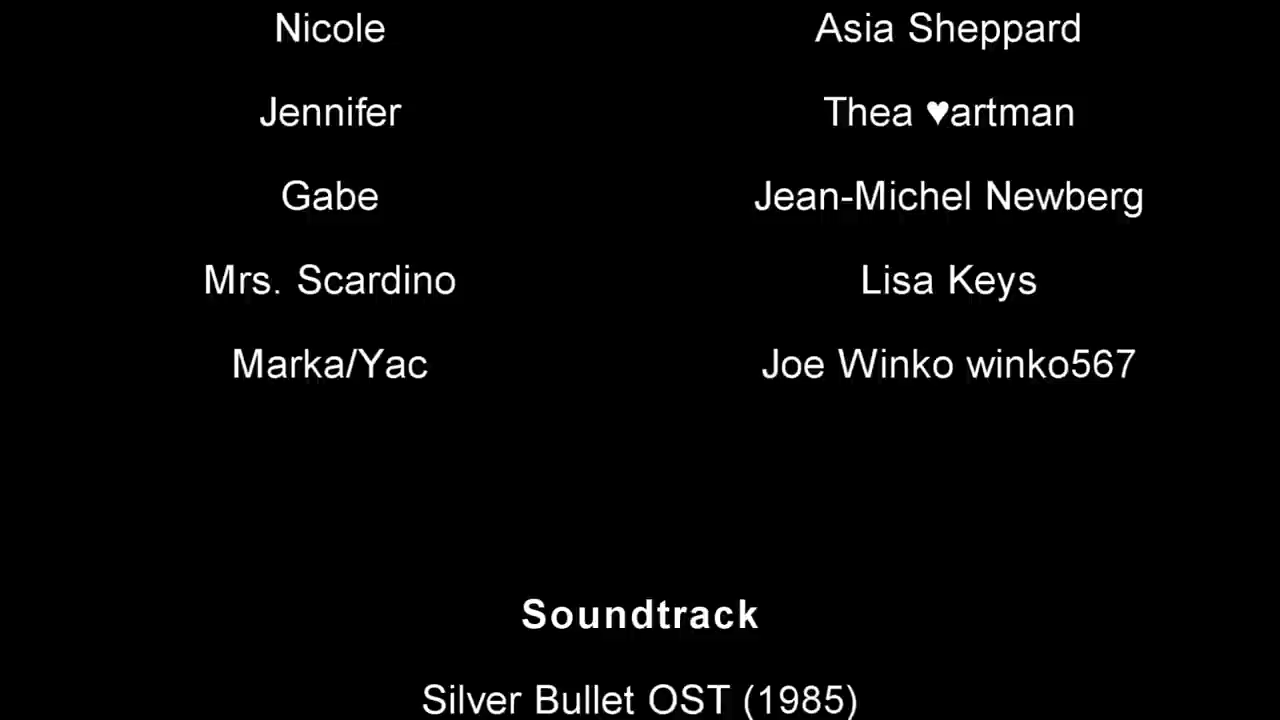 Nicole Asia Sheppard
Jennifer Thea ♥artman
Gabe Jean-Michel Newberg
Mrs. Scardino Lisa Keys
Marka/Yac Joe Winko winko567
Soundtrack
Silver Bullet OST (1985)